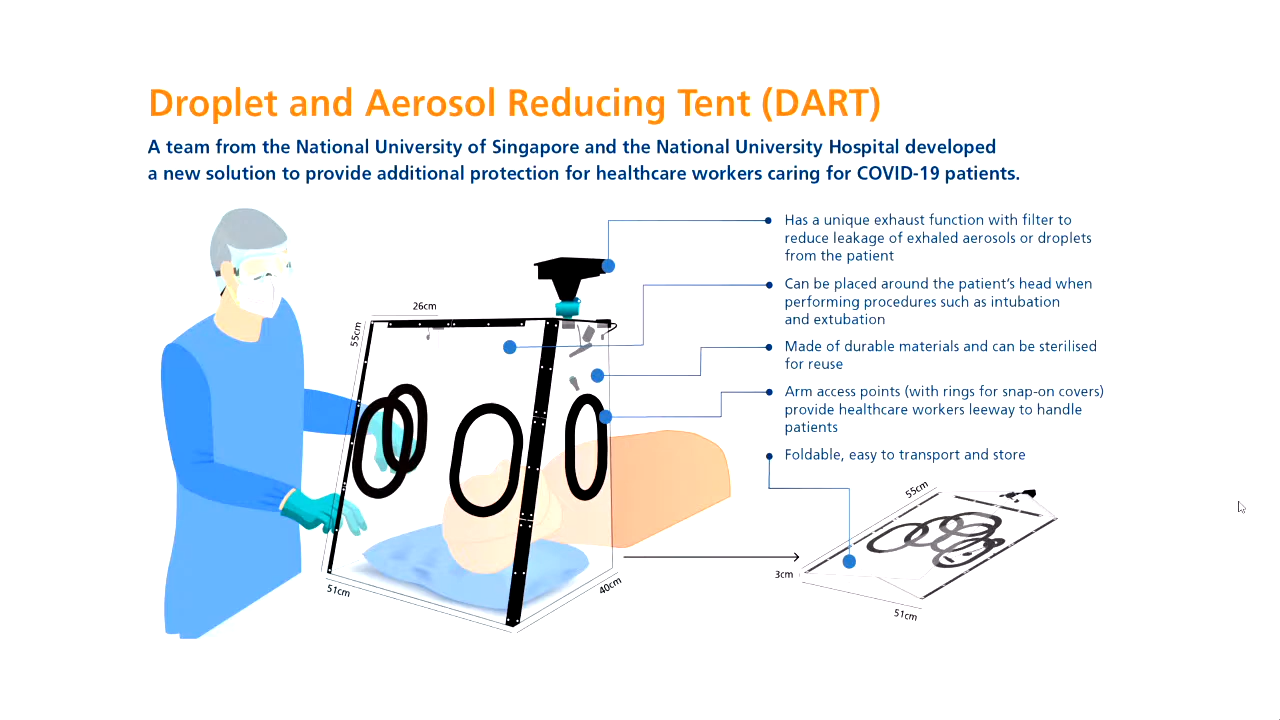 Droplet and Aerosol Reducing Tent (DART)
A team from the National University of Singapore and the National University Hospital developed
a new solution to provide additional protection for healthcare workers caring for COVID-19 patients.
Has a unique exhaust function with filter to
reduce leakage of exhaled aerosols or droplets
from the patient
Can be placed around the patient's head when
performing procedures such as intubation
and extubation
Made of durable materials and can be sterilised
for reuse
Arm access points (with rings for snap-on covers)
provide healthcare workers leeway to handle
patients
Foldable, easy to transport and store
26cm
55cm
51cm
40cm
55cm
3cm
51cm